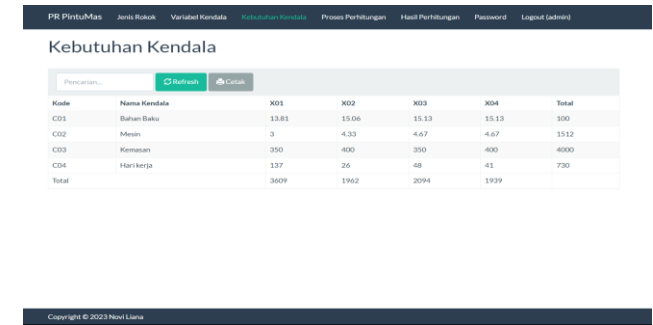 PR PintuMas Jenis Rokok Variabel Kendala Kebutuhan Kendala Proses Perhitungan Hasil Perhitungan Password Logout (admin)
Kebutuhan Kendala
Pencarian... Refresh Cetak
Kode Nama Kendala X01 X02 X03 X04 Total
C01 Bahan Baku 13.81 15.06 15.13 15.13 100
C02 Mesin 3 4.33 4.67 4.67 1512
C03 Kemasan 350 400 350 400 4000
C04 Hari kerja 137 26 48 41 730
Total 3609 1962 2094 1939
Copyright © 2023 Novi Liana